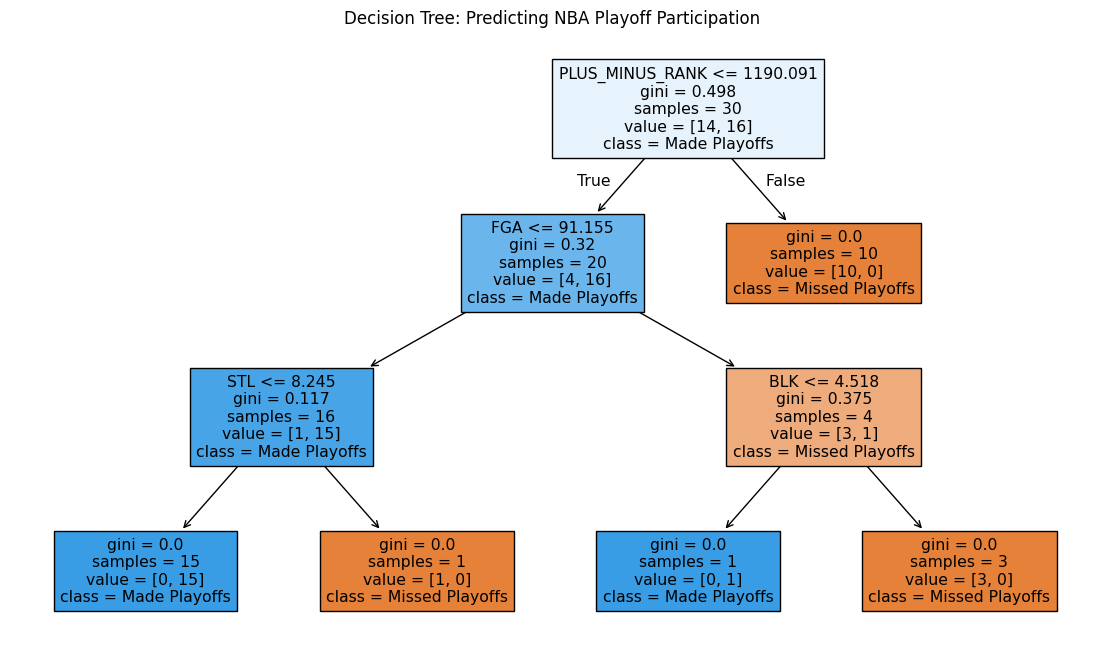 Decision Tree: Predicting NBA Playoff Participation
PLUS_MINUS_RANK <= 1190.091
gini = 0.498
samples = 30
value = [14, 16]
class = Made Playoffs
True
False
FGA <= 91.155
gini = 0.32
samples = 20
value = [4, 16]
class = Made Playoffs
gini = 0.0
samples = 10
value = [10, 0]
class = Missed Playoffs
STL <= 8.245
gini = 0.117
samples = 16
value = [1, 15]
class = Made Playoffs
BLK <= 4.518
gini = 0.375
samples = 4
value = [3, 1]
class = Missed Playoffs
gini = 0.0
samples = 15
value = [0, 15]
class = Made Playoffs
gini = 0.0
samples = 1
value = [1, 0]
class = Missed Playoffs
gini = 0.0
samples = 1
value = [0, 1]
class = Made Playoffs
gini = 0.0
samples = 3
value = [3, 0]
class = Missed Playoffs